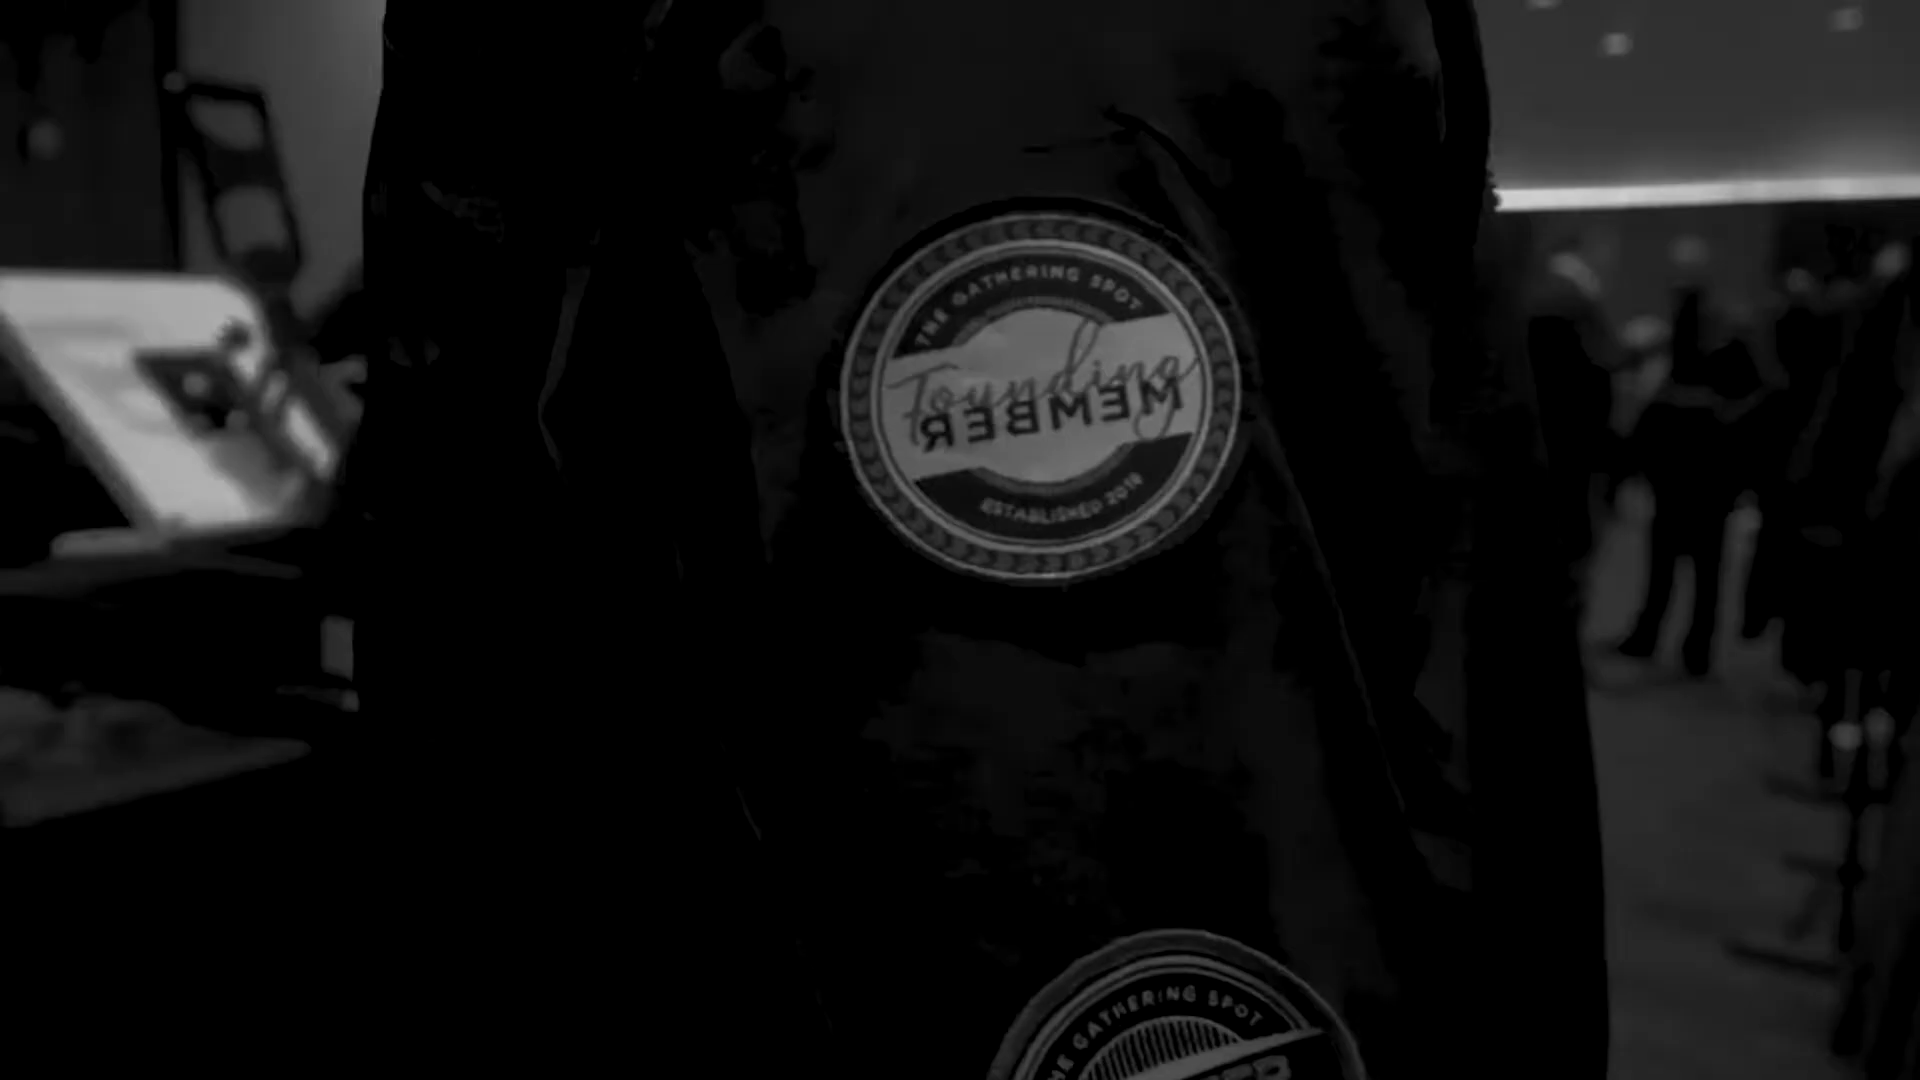 THE GATHERING SPOT
Founding
MEMBER
ESTABLISHED 2016
THE GATHERING SPOT